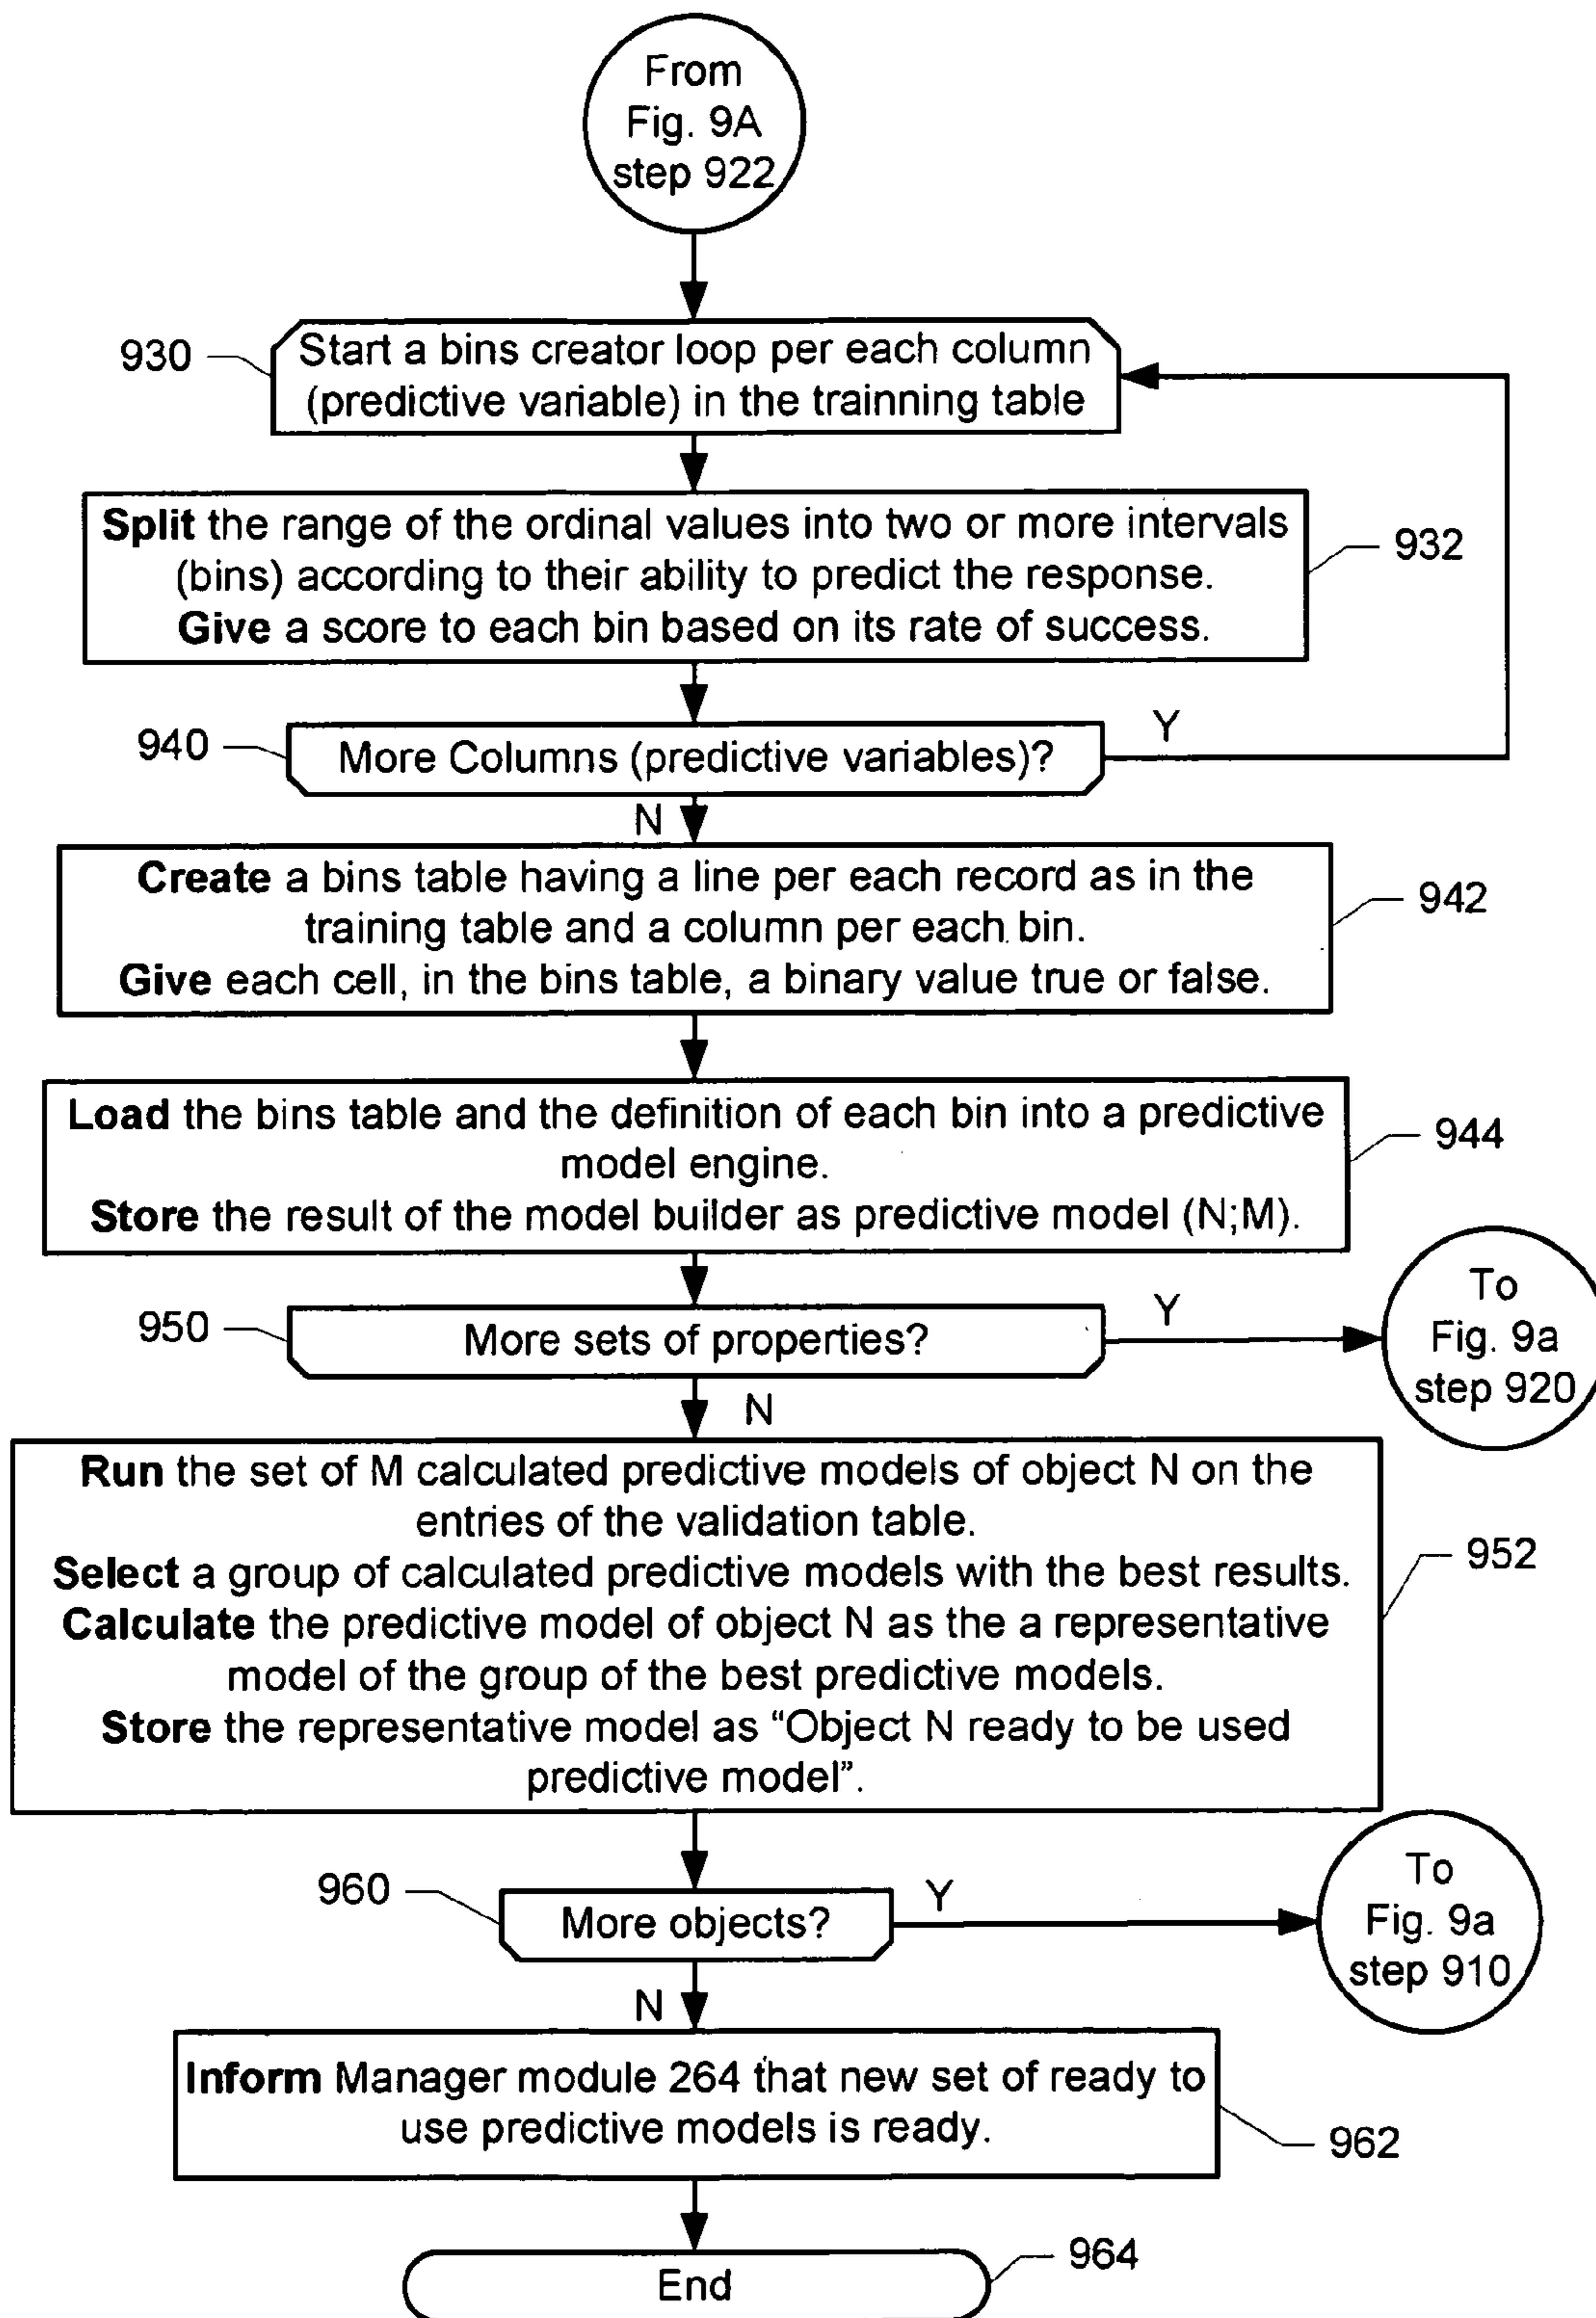 From
Fig. 9A
step 922
930
Start a bins creator loop per each column
(predictive variable) in the trainning table
Split the range of the ordinal values into two or more intervals
(bins) according to their ability to predict the response.
Give a score to each bin based on its rate of success.
932
940
More Columns (predictive variables)?
Y
N
Create a bins table having a line per each record as in the
training table and a column per each bin.
Give each cell, in the bins table, a binary value true or false.
942
Load the bins table and the definition of each bin into a predictive
model engine.
Store the result of the model builder as predictive model (N;M).
944
950
More sets of properties?
Y
To
Fig. 9a
step 920
N
Run the set of M calculated predictive models of object N on the
entries of the validation table.
Select a group of calculated predictive models with the best results.
Calculate the predictive model of object N as the a representative
model of the group of the best predictive models.
Store the representative model as “Object N ready to be used
predictive model”.
952
960
More objects?
Y
To
Fig. 9a
step 910
N
Inform Manager module 264 that new set of ready to
use predictive models is ready.
962
End
964